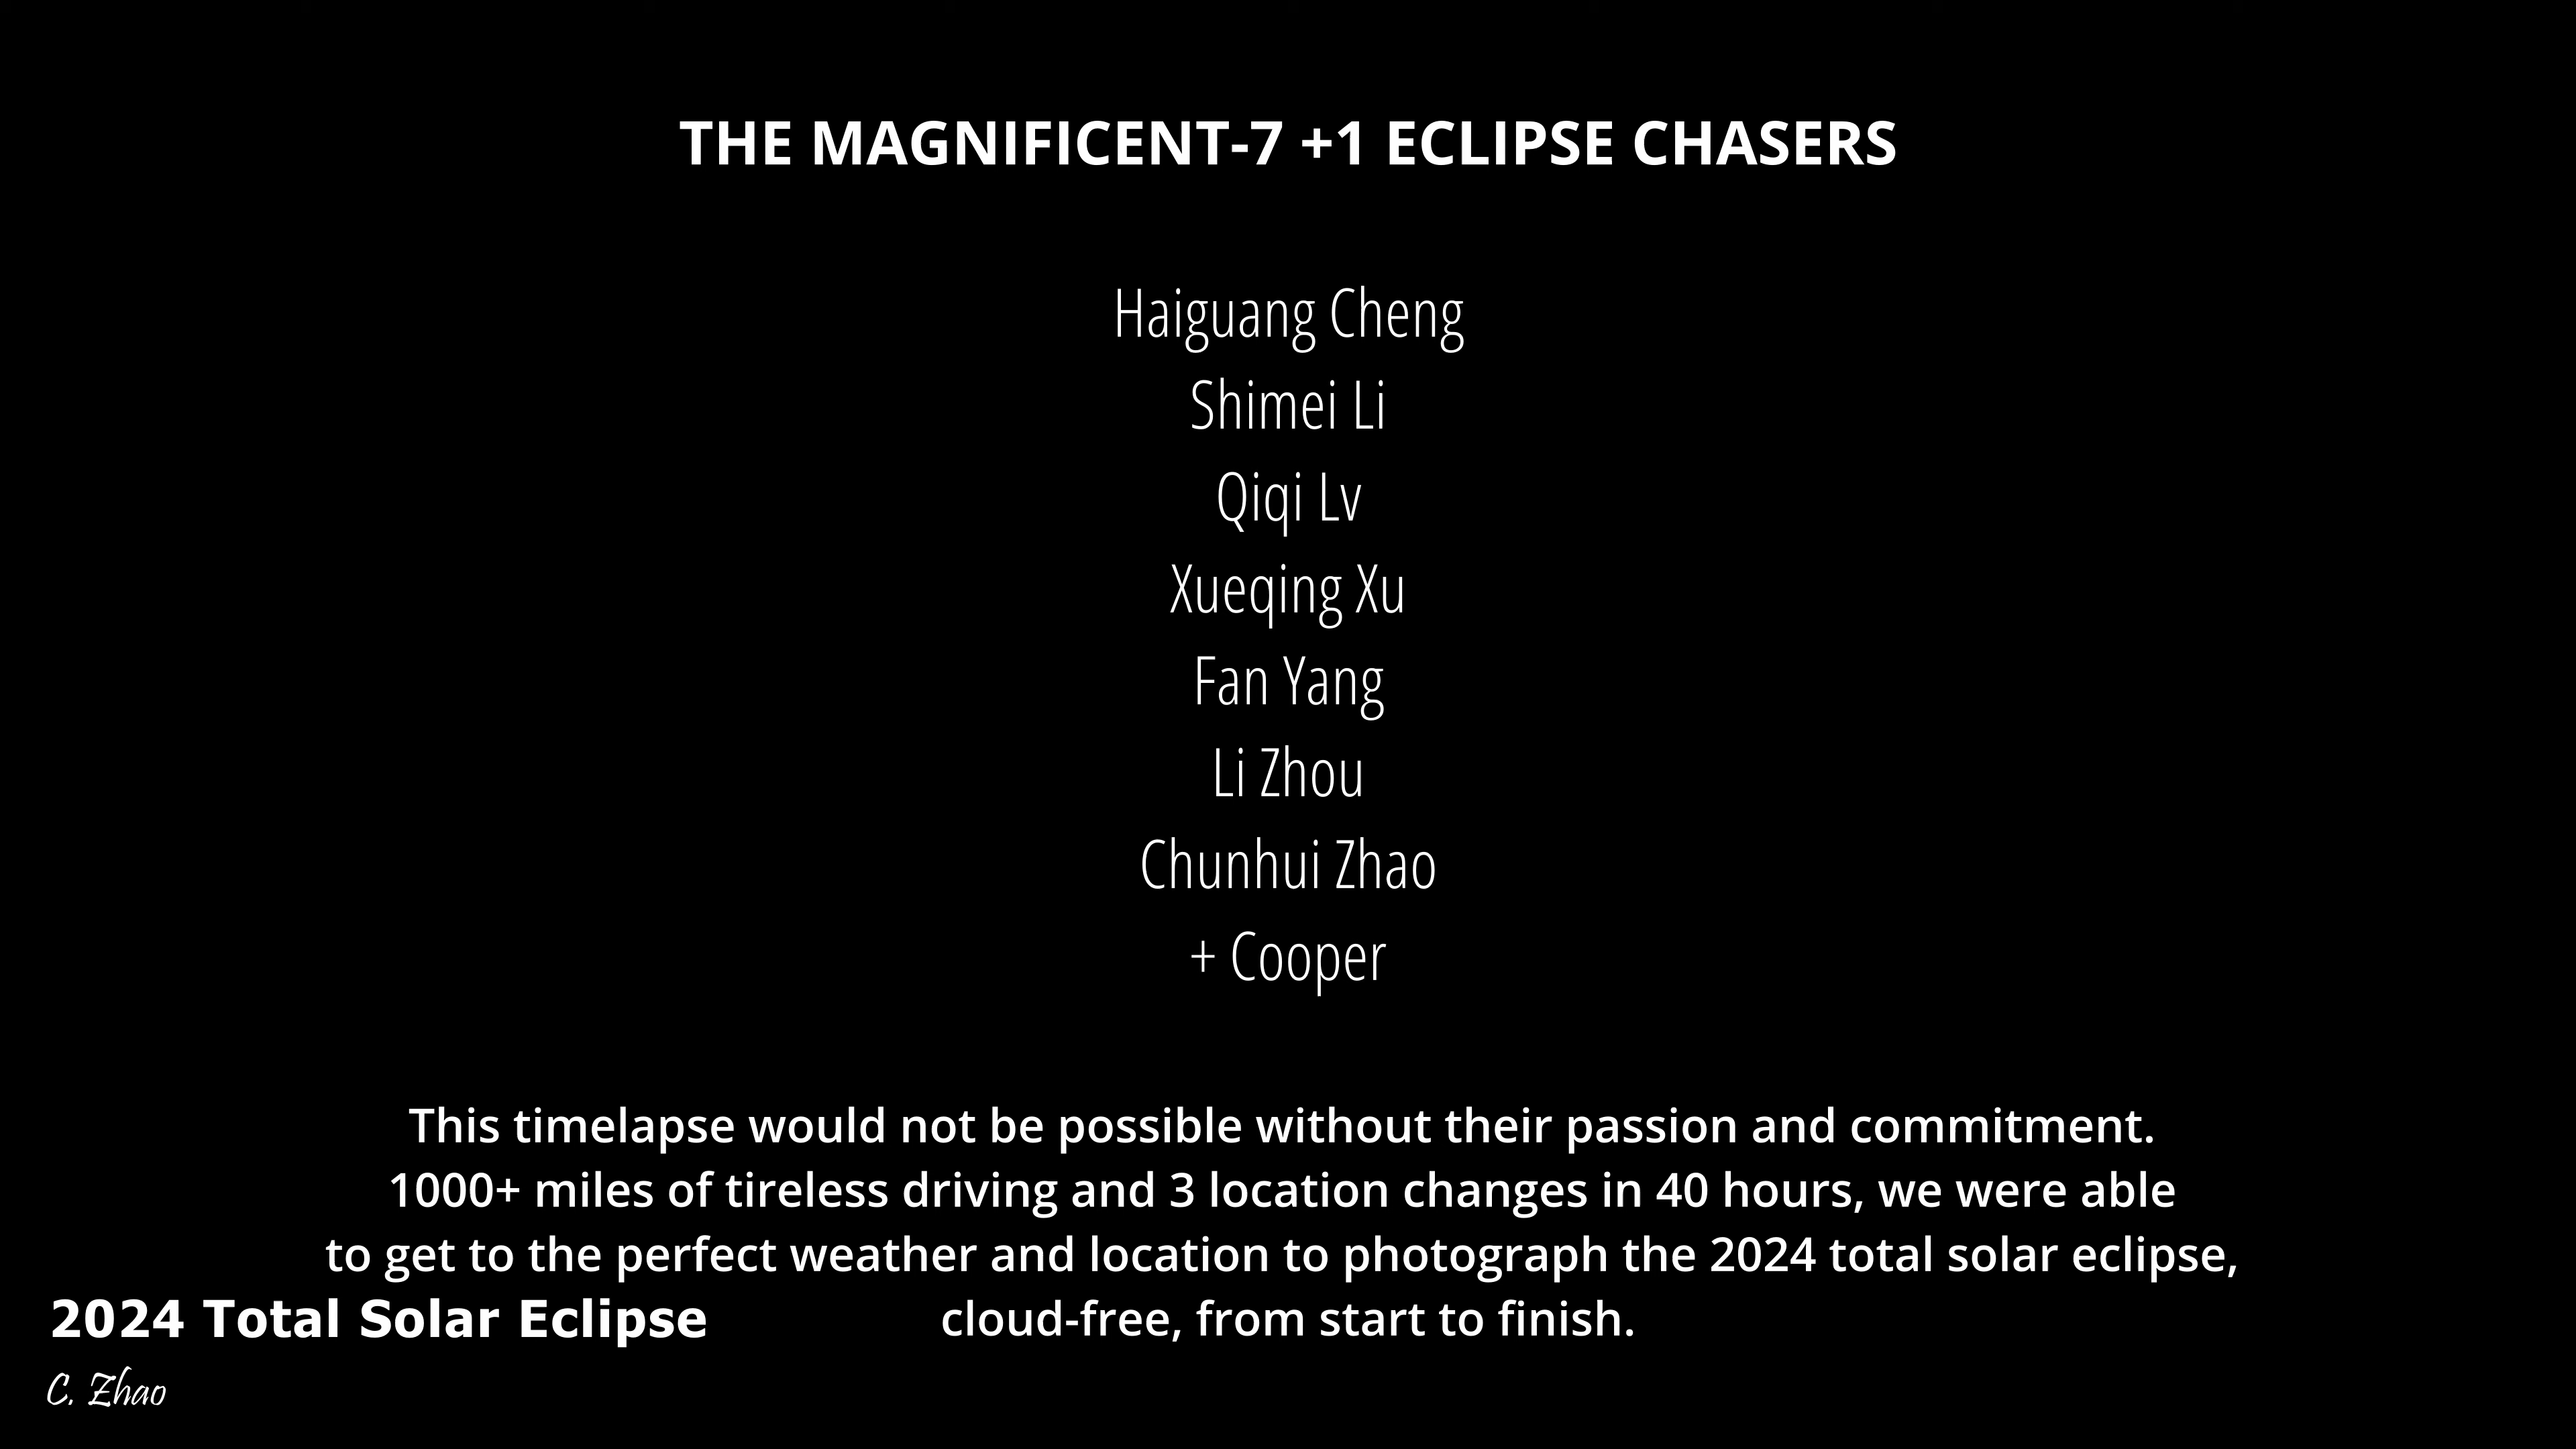 THE MAGNIFICENT-7 +1 ECLIPSE CHASERS
Haiguang Cheng
Shimei Li
Qiqi Lv
Xueqing Xu
Fan Yang
Li Zhou
Chunhui Zhao
+ Cooper
This timelapse would not be possible without their passion and commitment.
1000+ miles of tireless driving and 3 location changes in 40 hours, we were able
to get to the perfect weather and location to photograph the 2024 total solar eclipse,
cloud-free, from start to finish.
2024 Total Solar Eclipse
C. Zhao